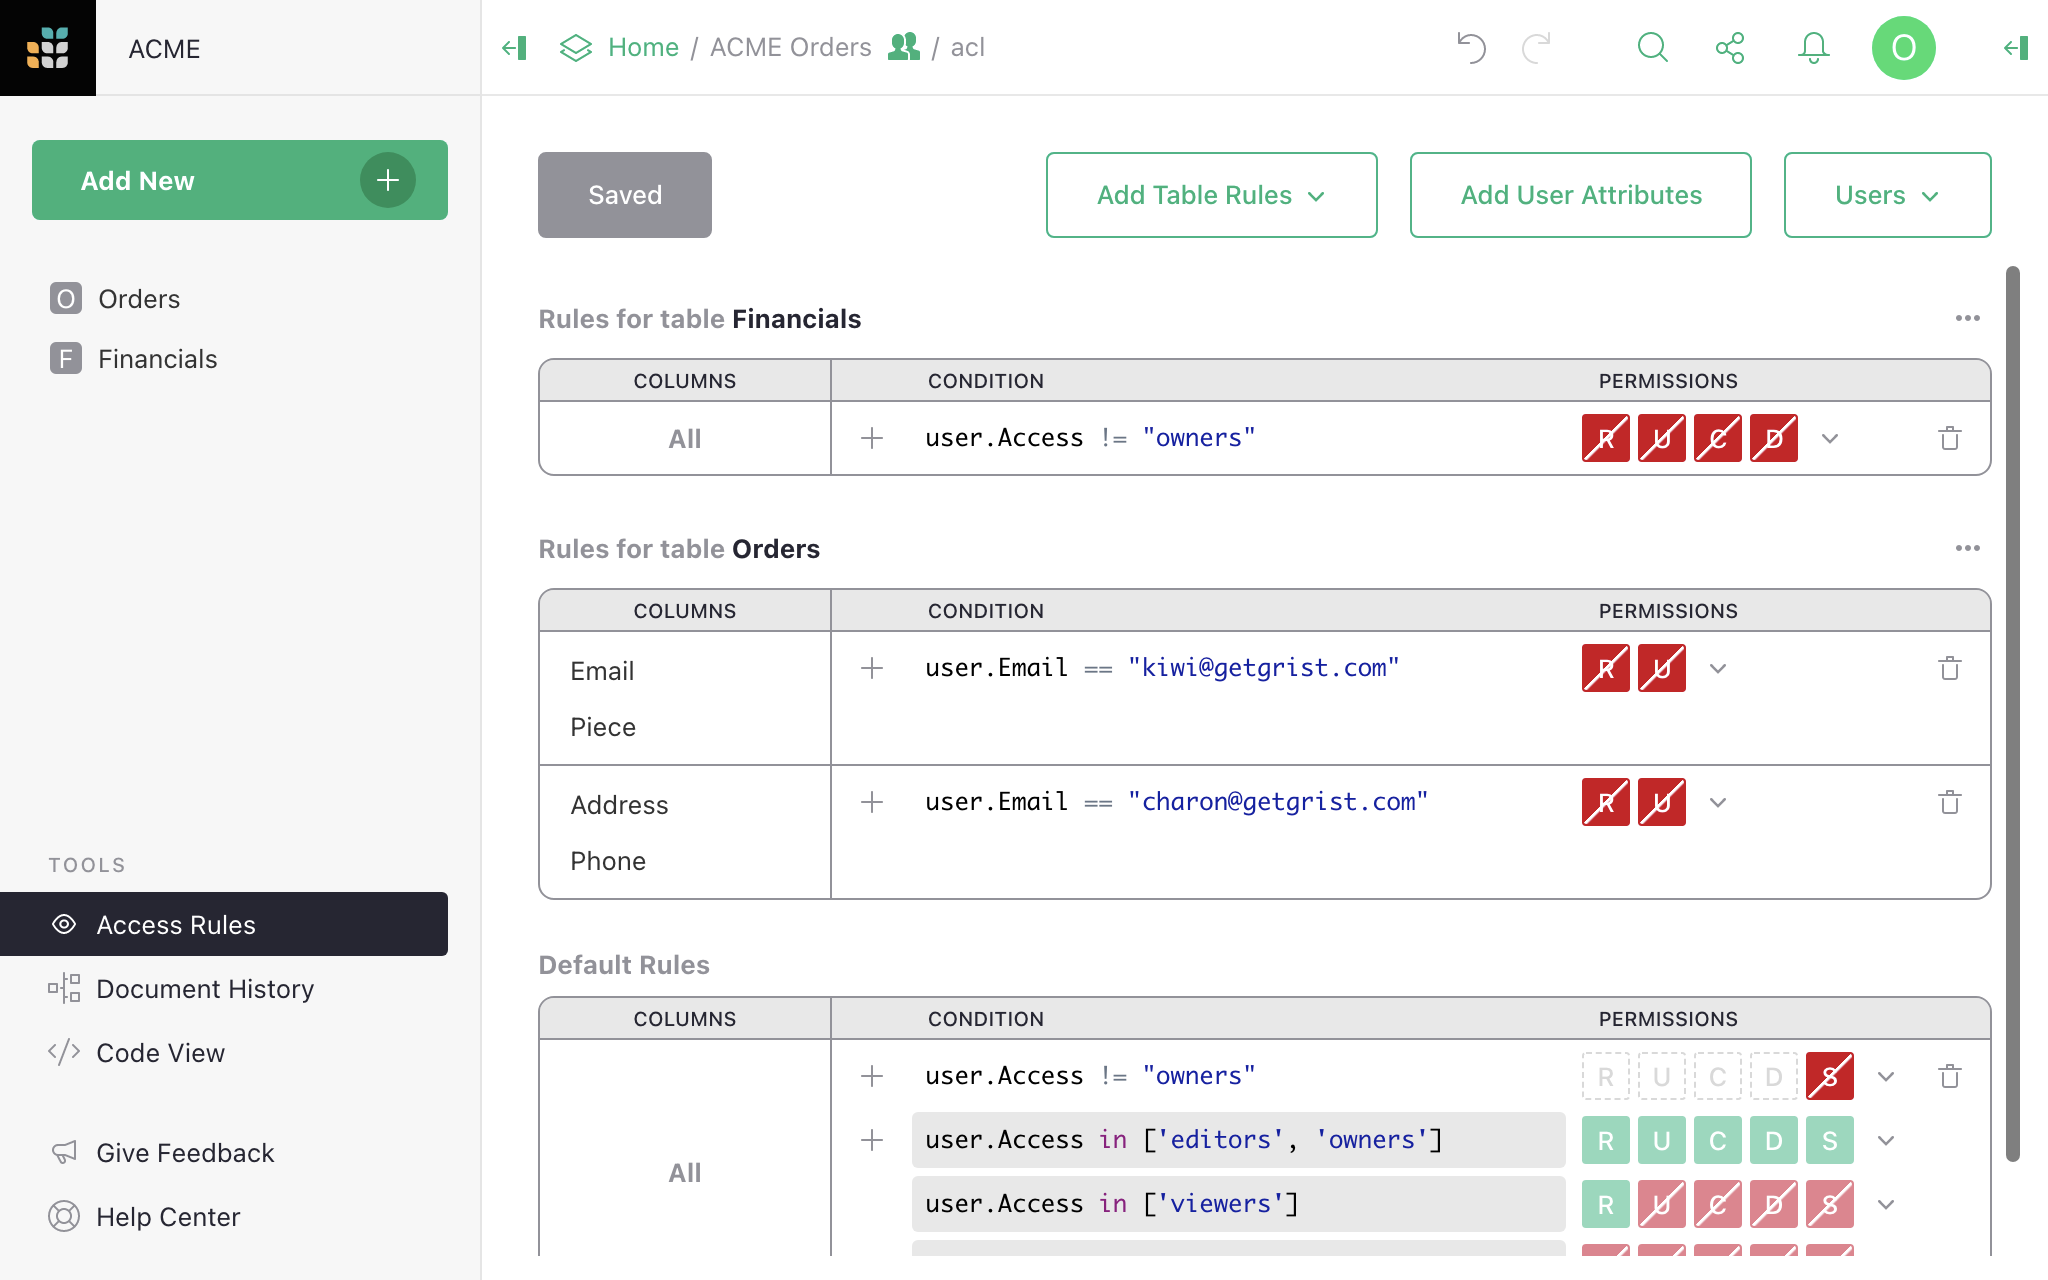 ACME
Home / ACME Orders / acl
O
Add New
Saved
Add Table Rules
Add User Attributes
Users
O Orders
F Financials
Rules for table Financials
COLUMNS CONDITION PERMISSIONS
All user.Access != "owners" R U C D
Rules for table Orders
COLUMNS CONDITION PERMISSIONS
Email user.Email == "kiwi@getgrist.com" R U
Piece
Address user.Email == "charon@getgrist.com" R U
Phone
Default Rules
COLUMNS CONDITION PERMISSIONS
user.Access != "owners" R U C D S
user.Access in ['editors', 'owners'] R U C D S
All
user.Access in ['viewers'] R U C D S
TOOLS
Access Rules
Document History
Code View
Give Feedback
Help Center